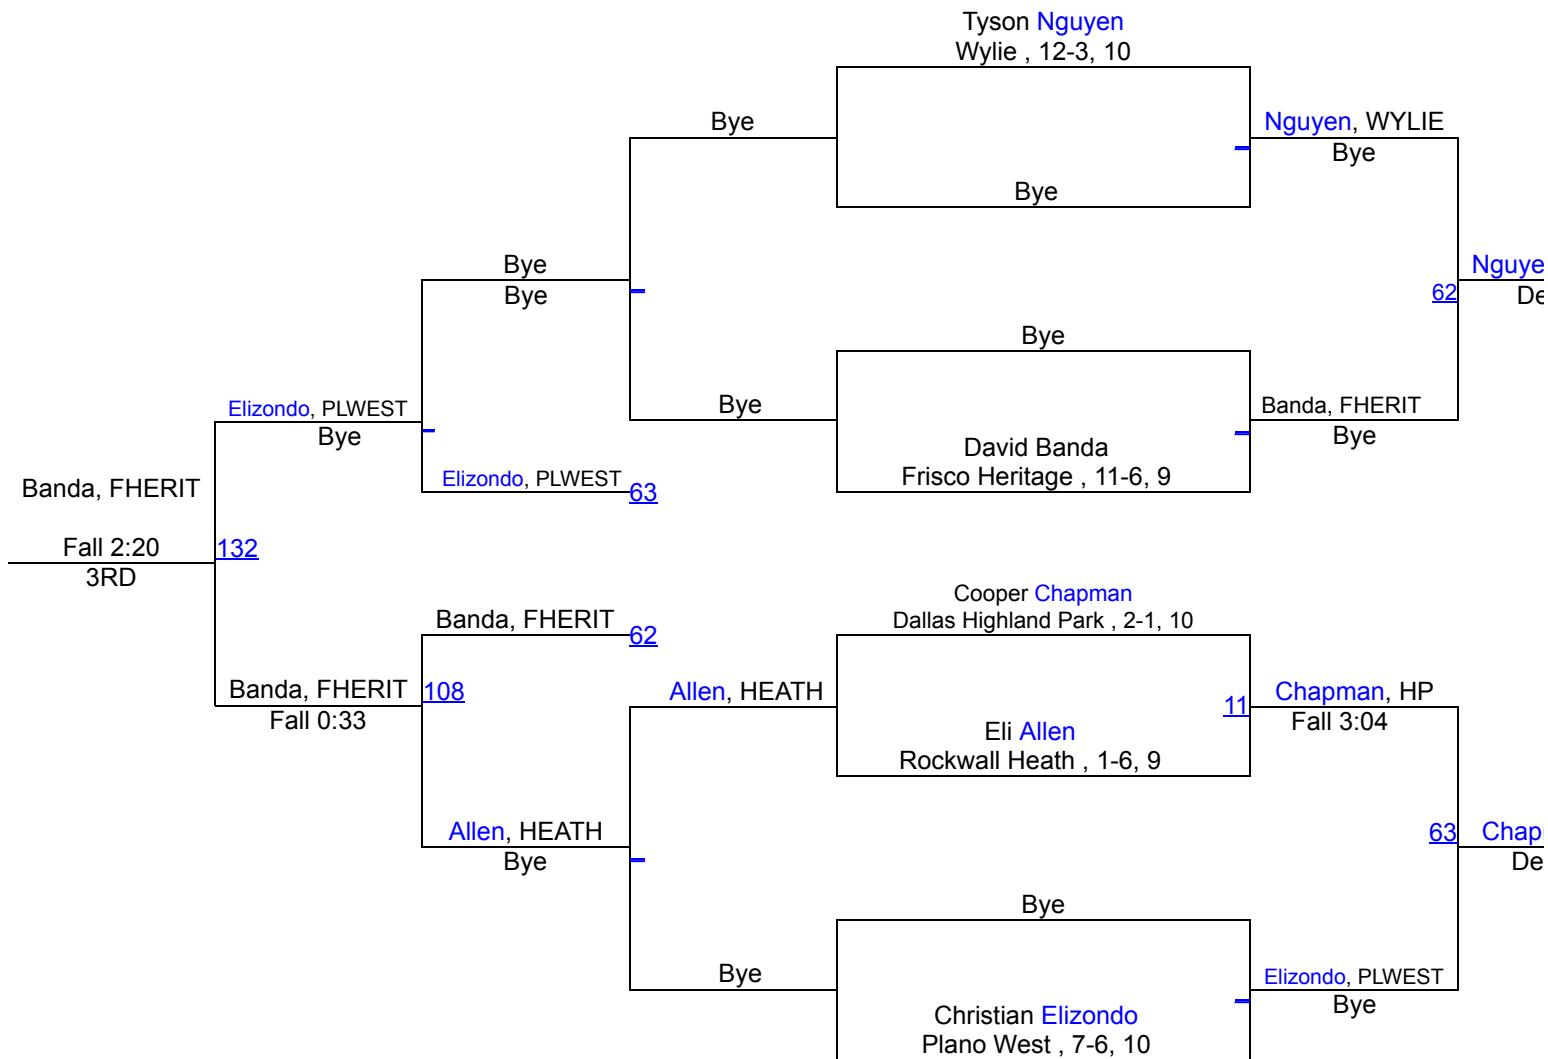 Tyson Nguyen
Wylie , 12-3, 10
Bye
Nguyen, WYLIE
Bye
Bye
Bye
Bye
Nguye
62
De
Bye
Elizondo, PLWEST
Bye
Bye
Banda, FHERIT
Bye
David Banda
Frisco Heritage , 11-6, 9
Elizondo, PLWEST
63
Banda, FHERIT
Fall 2:20
132
3RD
Cooper Chapman
Dallas Highland Park , 2-1, 10
Banda, FHERIT
62
Banda, FHERIT
108
Fall 0:33
Allen, HEATH
11
Chapman, HP
Fall 3:04
Eli Allen
Rockwall Heath , 1-6, 9
Allen, HEATH
Bye
63
Chap
De
Bye
Bye
Elizondo, PLWEST
Bye
Christian Elizondo
Plano West , 7-6, 10